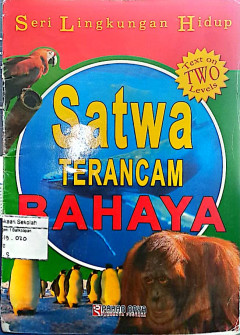 Seri Lingkungan Hidup
Text on
TWO
Levels
Satwa
TERANCAM
BAHAYA